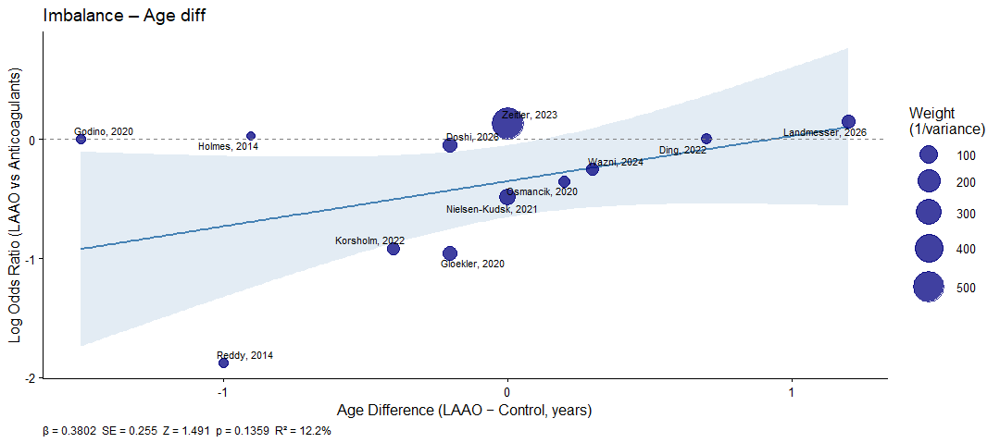 Imbalance – Age diff
Log Odds Ratio (LAAO vs Anticoagulants)
0
-1
-2
Godino, 2020
Holmes, 2014
Zeitler, 2023
Doshi, 2026
Landmesser, 2026
Ding, 2022
Wazni, 2024
Osmancik, 2020
Nielsen-Kudsk, 2021
Korsholm, 2022
Gloekler, 2020
Reddy, 2014
-1
0
1
Age Difference (LAAO − Control, years)
Weight
(1/variance)
100
200
300
400
500
β = 0.3802 SE = 0.255 Z = 1.491 p = 0.1359 R² = 12.2%